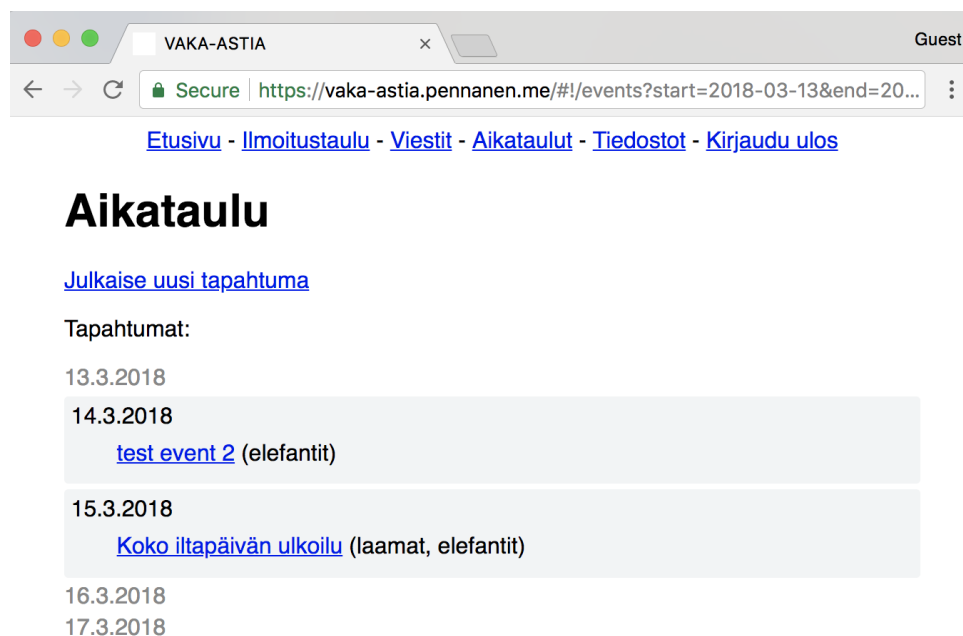 VAKA-ASTIA × Guest
Secure https://vaka-astia.pennanen.me/#!/events?start=2018-03-13&end=20...
Etusivu - Ilmoitustaulu - Viestit - Aikataulut - Tiedostot - Kirjaudu ulos
Aikataulu
Julkaise uusi tapahtuma
Tapahtumat:
13.3.2018
14.3.2018
test event 2 (elefantit)
15.3.2018
Koko iltapäivän ulkoilu (laamat, elefantit)
16.3.2018
17.3.2018